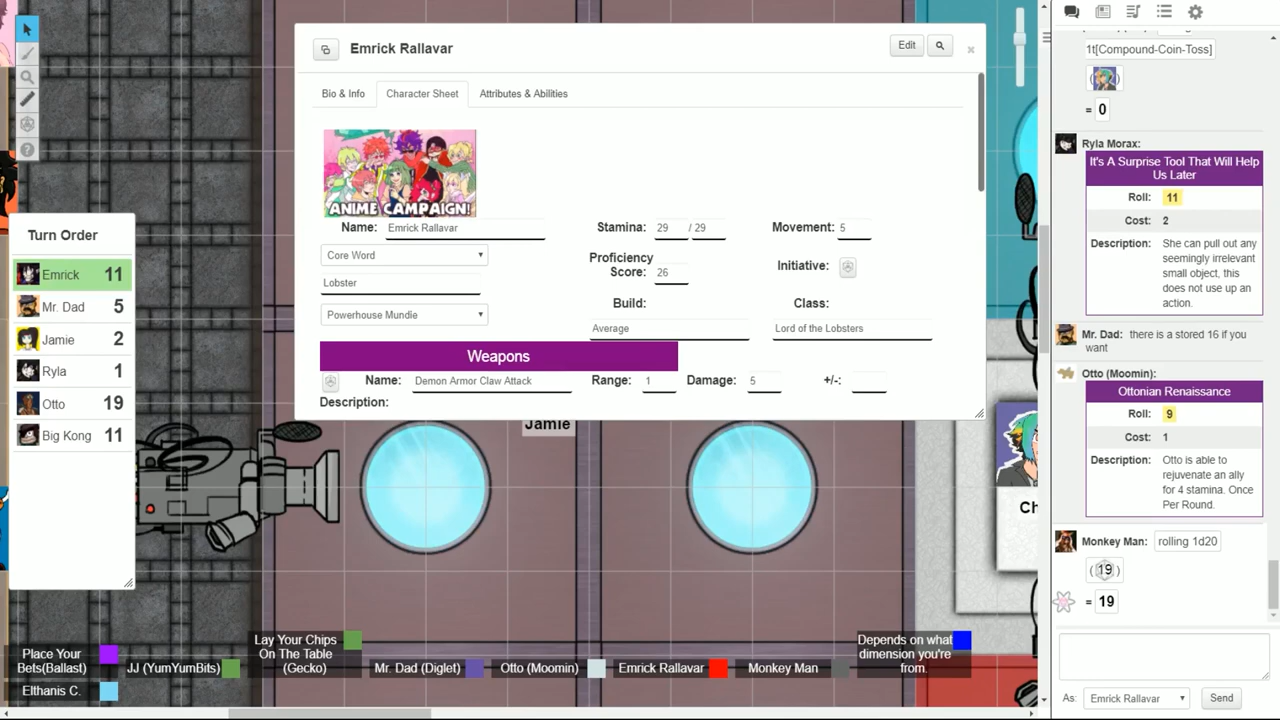 Emrick Rallavar
Edit
Bio & Info
Character Sheet
Attributes & Abilities
ANIME CAMPAIGN!
Name: Emrick Rallavar
Stamina: 29 / 29
Movement: 5
Core Word
Proficiency
Score: 26
Initiative:
Lobster
Build:
Class:
Powerhouse Mundie
Average
Lord of the Lobsters
Weapons
Name: Demon Armor Claw Attack
Range: 1
Damage: 5
+/-:
Description:
Turn Order
Emrick 11
Mr. Dad 5
Jamie 2
Ryla 1
Otto 19
Big Kong 11
Jamie
Ch
Place Your
Bets(Ballast)
JJ (YumYumBits)
Lay Your Chips
On The Table
(Gecko)
Mr. Dad (Diglet)
Otto (Moomin)
Emrick Rallavar
Monkey Man
Depends on what
dimension you're
from.
Elthanis C.
1t[Compound-Coin-Toss]
( )
= 0
Ryla Morax:
It's A Surprise Tool That Will Help
Us Later
Roll: 11
Cost: 2
Description: She can pull out any
seemingly irrelevant
small object, this
does not use up an
action.
Mr. Dad: there is a stored 16 if you
want
Otto (Moomin):
Ottonian Renaissance
Roll: 9
Cost: 1
Description: Otto is able to
rejuvenate an ally
for 4 stamina. Once
Per Round.
Monkey Man: rolling 1d20
(19)
= 19
As: Emrick Rallavar
Send